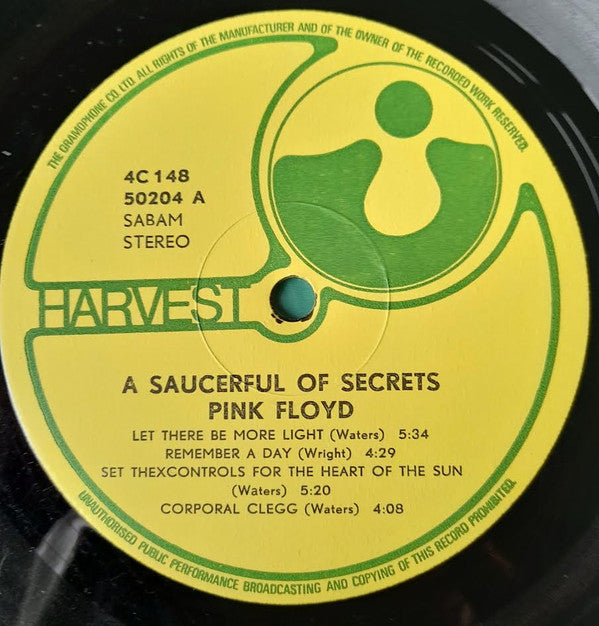 THE GRAMOPHONE CO LTD. ALL RIGHTS OF THE MANUFACTURER AND OF THE OWNER OF THE RECORDED WORK RESERVED.
4C 148
50204 A
SABAM
STEREO
HARVEST
A SAUCERFUL OF SECRETS
PINK FLOYD
LET THERE BE MORE LIGHT (Waters) 5:34
REMEMBER A DAY (Wright) 4:29
SET THEXCONTROLS FOR THE HEART OF THE SUN
(Waters) 5:20
CORPORAL CLEGG (Waters) 4:08
UNAUTHORISED PUBLIC PERFORMANCE BROADCASTING AND COPYING OF THIS RECORD PROHIBITED.